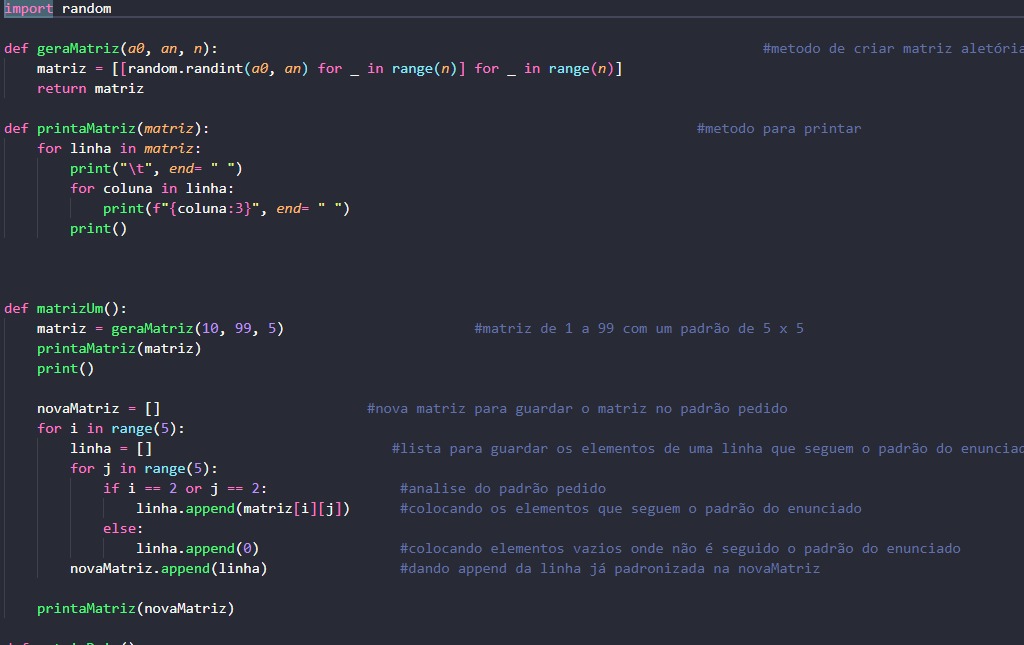 import random
def geraMatriz(a0, an, n): #metodo de criar matriz aletória
matriz = [[random.randint(a0, an) for _ in range(n)] for _ in range(n)]
return matriz
def printaMatriz(matriz): #metodo para printar
for linha in matriz:
print("\t", end= " ")
for coluna in linha:
print(f"{coluna:3}", end= " ")
print()
def matrizUm():
matriz = geraMatriz(10, 99, 5) #matriz de 1 a 99 com um padrão de 5 x 5
printaMatriz(matriz)
print()
novaMatriz = [] #nova matriz para guardar o matriz no padrão pedido
for i in range(5):
linha = [] #lista para guardar os elementos de uma linha que seguem o padrão do enunciad
for j in range(5):
if i == 2 or j == 2: #analise do padrão pedido
linha.append(matriz[i][j]) #colocando os elementos que seguem o padrão do enunciado
else:
linha.append(0) #colocando elementos vazios onde não é seguido o padrão do enunciado
novaMatriz.append(linha) #dando append da linha já padronizada na novaMatriz
printaMatriz(novaMatriz)